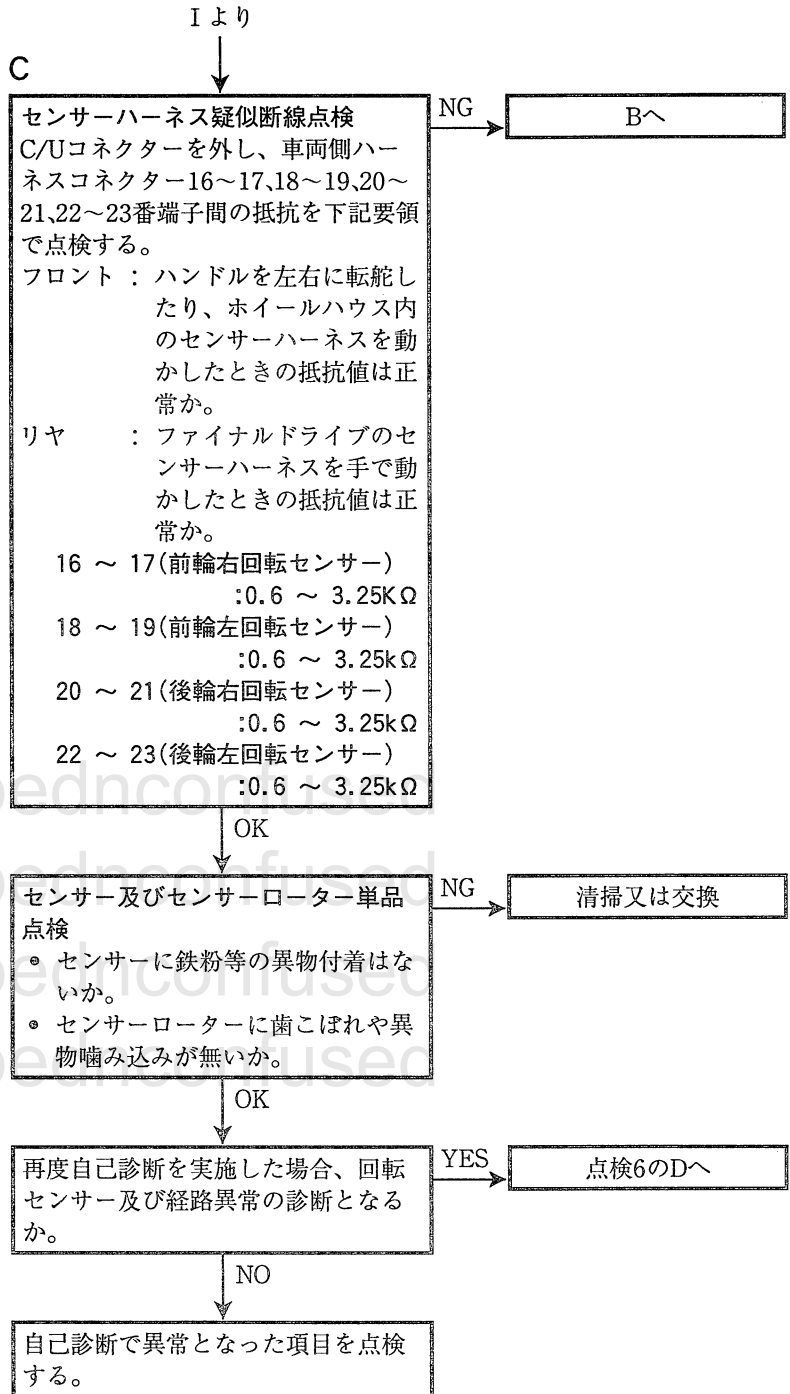 Iより
C
センサーハーネス疑似断線点検
C/Uコネクターを外し、車両側ハー
ネスコネクター16～17、18～19、20～
21、22～23番端子間の抵抗を下記要領
で点検する。
フロント : ハンドルを左右に転舵し
たり、ホイールハウス内
のセンサーハーネスを動
かしたときの抵抗値は正
常か。
リヤ : ファイナルドライブのセ
ンサーハーネスを手で動
かしたときの抵抗値は正
常か。
16 ～ 17(前輪右回転センサー)
:0.6 ～ 3.25KΩ
18 ～ 19(前輪左回転センサー)
:0.6 ～ 3.25kΩ
20 ～ 21(後輪右回転センサー)
:0.6 ～ 3.25kΩ
22 ～ 23(後輪左回転センサー)
:0.6 ～ 3.25kΩ
NG
Bへ
OK
センサー及びセンサーローター単品
点検
• センサーに鉄粉等の異物付着はな
いか。
• センサーローターに歯こぼれや異
物噛み込みが無いか。
NG
清掃又は交換
OK
再度自己診断を実施した場合、回転
センサー及び経路異常の診断となる
か。
YES
点検6のDへ
NO
自己診断で異常となった項目を点検
する。
pednconfused
pednconfused
pednconfused
pednconfused